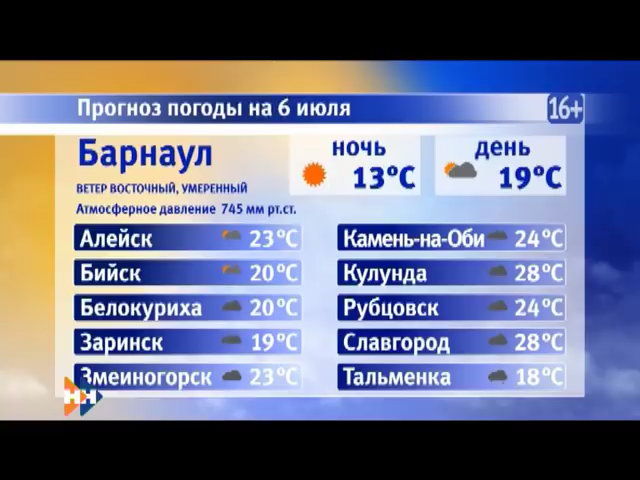 Прогноз погоды на 6 июля
16+
Барнаул
ВЕТЕР ВОСТОЧНЫЙ, УМЕРЕННЫЙ
Атмосферное давление 745 мм рт.ст.
ночь
13°C
день
19°C
Алейск 23°C
Бийск 20°C
Белокуриха 20°C
Заринск 19°C
Змеиногорск 23°C
Камень-на-Оби 24°C
Кулунда 28°C
Рубцовск 24°C
Славгород 28°C
Тальменка 18°C
НН